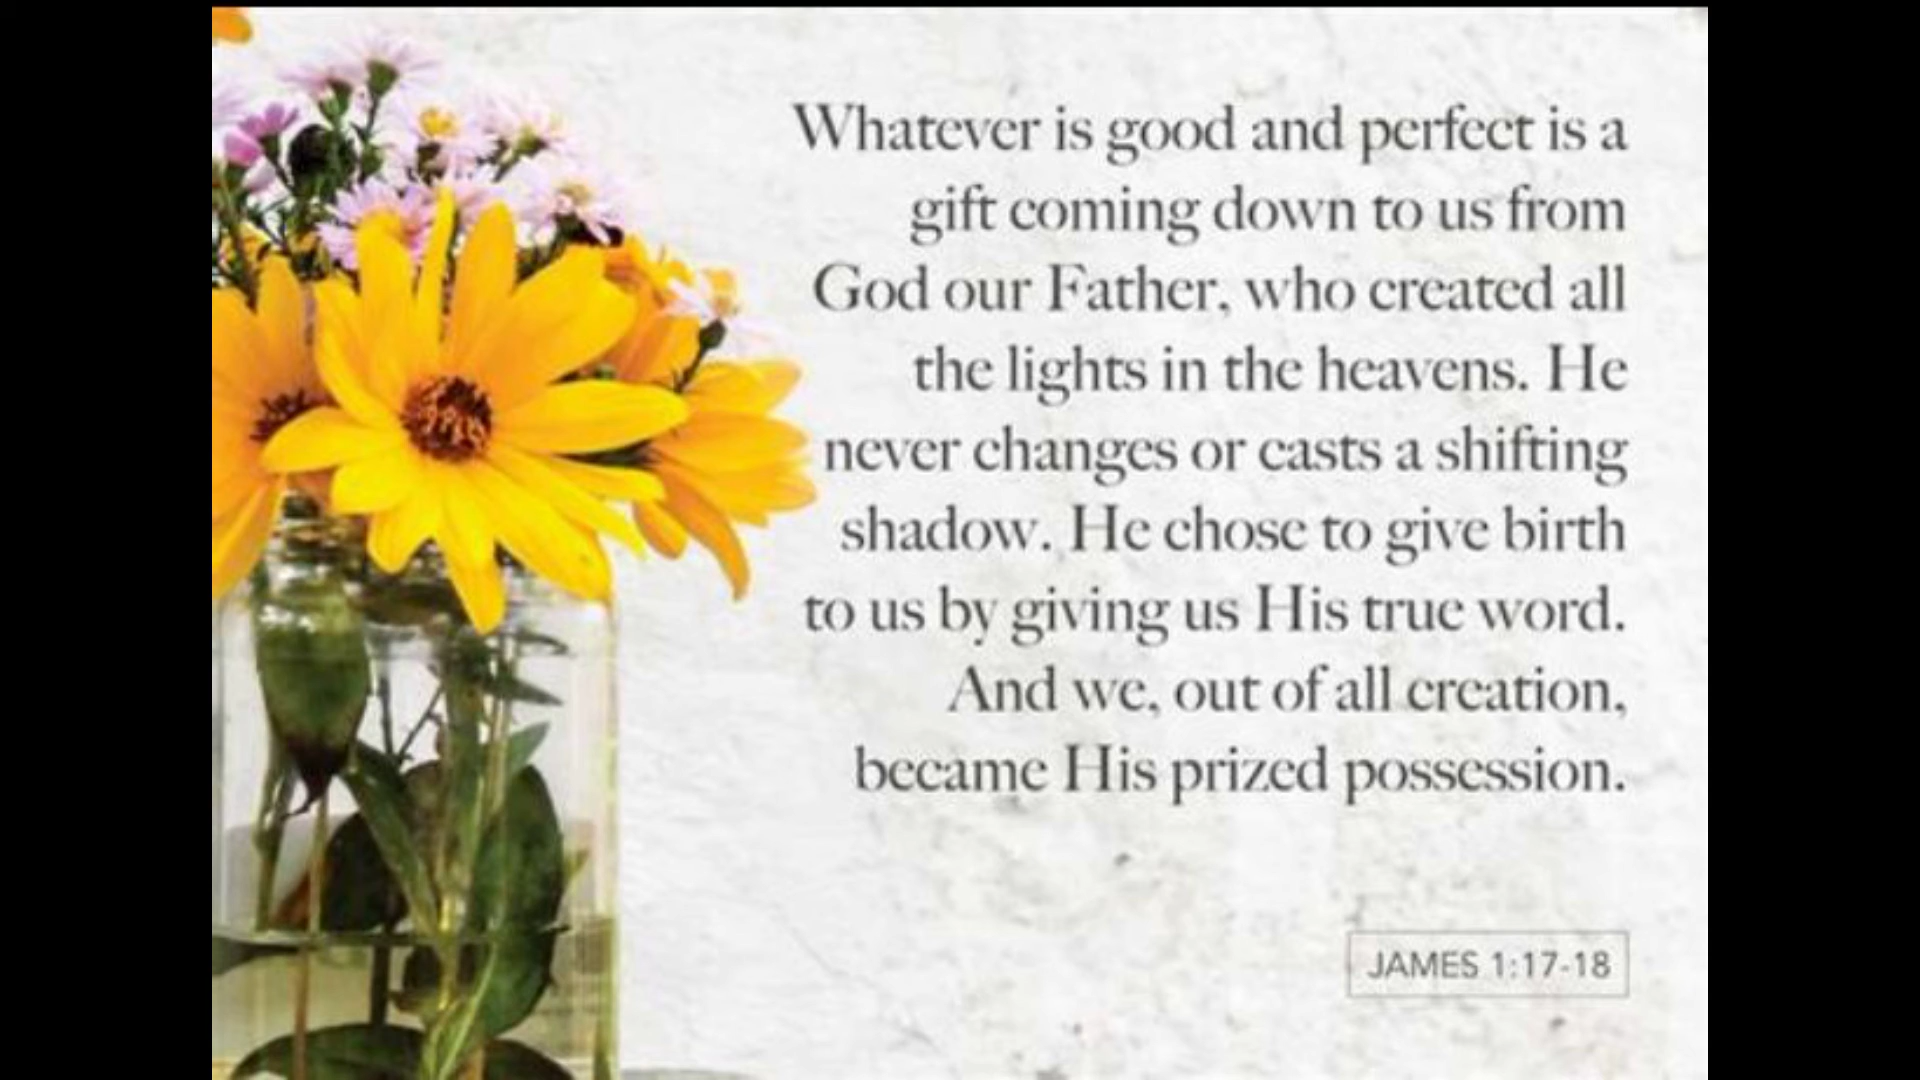 Whatever is good and perfect is a
gift coming down to us from
God our Father, who created all
the lights in the heavens. He
never changes or casts a shifting
shadow. He chose to give birth
to us by giving us His true word.
And we, out of all creation,
became His prized possession.
JAMES 1:17-18